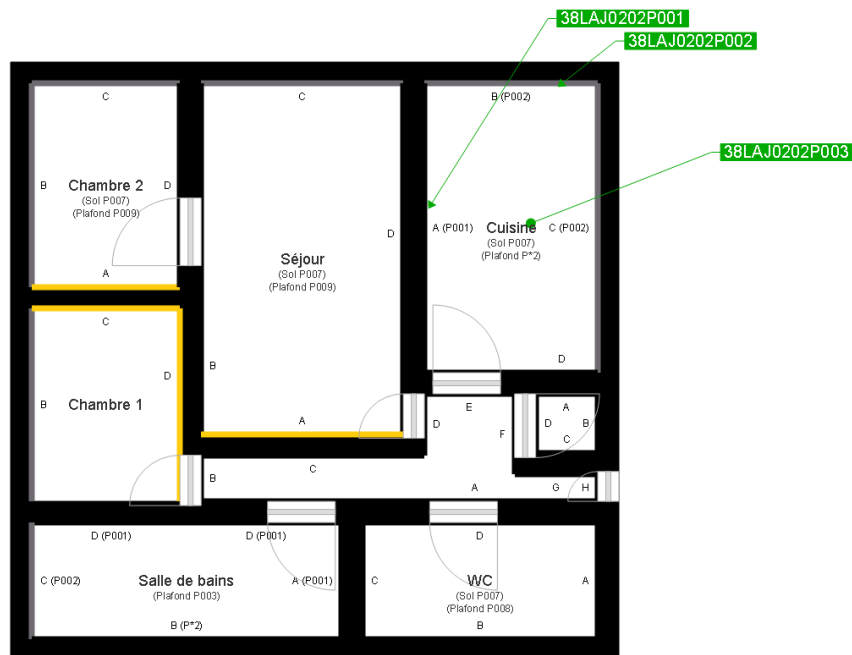 38LAJ0202P001
38LAJ0202P002
38LAJ0202P003
C
B
Chambre 2
D
(Sol P007)
(Plafond P009)
A
C
D
Séjour
(Sol P007)
(Plafond P009)
B
A
B (P002)
A (P001)
Cuisine
C (P002)
(Sol P007)
(Plafond P*2)
D
C
D
B
Chambre 1
E
D
F
C
B
A
G
H
A
D
B
C
D (P001)
D (P001)
C (P002)
Salle de bains
A (P001)
(Plafond P003)
B (P*2)
D
C
WC
A
(Sol P007)
(Plafond P008)
B